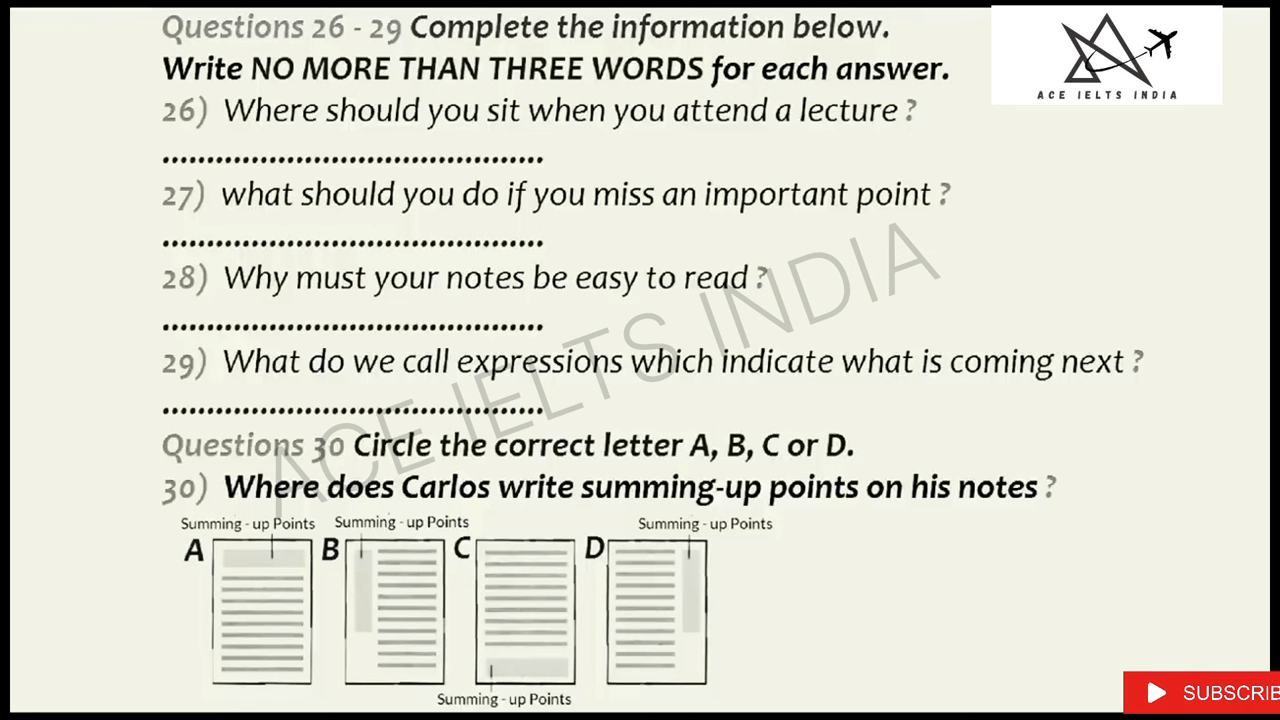 Questions 26 - 29 Complete the information below.
Write NO MORE THAN THREE WORDS for each answer.
ACE IELTS INDIA
26) Where should you sit when you attend a lecture ?
............................................
27) what should you do if you miss an important point ?
............................................
28) Why must your notes be easy to read ?
............................................
29) What do we call expressions which indicate what is coming next ?
............................................
ACE IELTS INDIA
Questions 30 Circle the correct letter A, B, C or D.
30) Where does Carlos write summing-up points on his notes ?
Summing - up Points Summing - up Points Summing - up Points
A B C D
Summing - up Points
SUBSCRIB